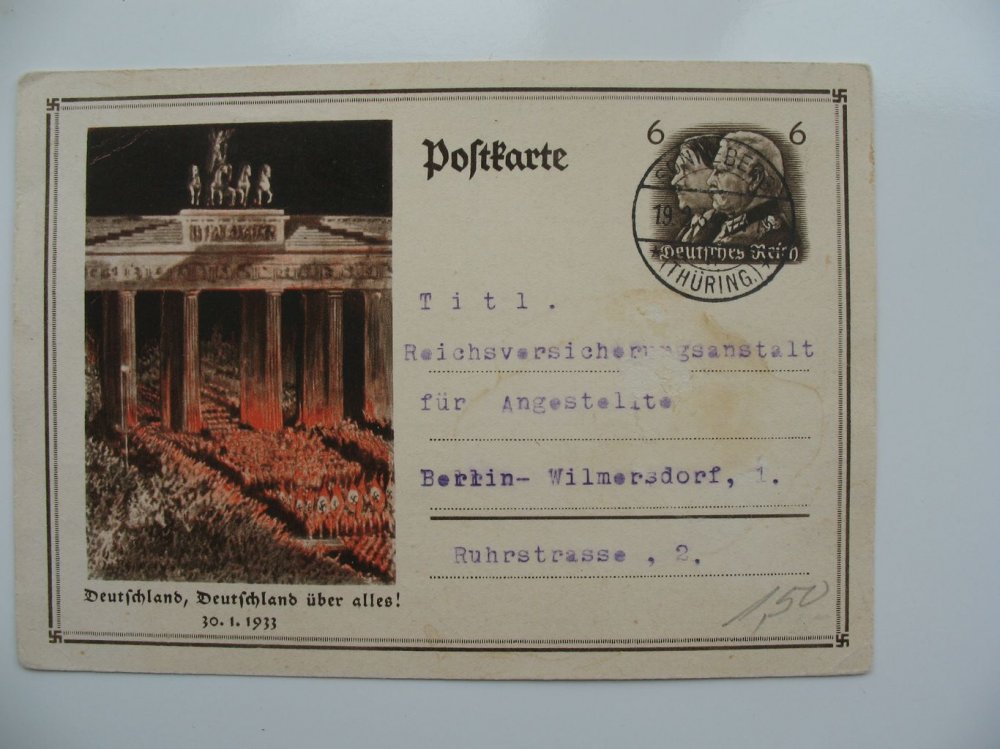 Postkarte
6 6
Deutsches Reich
19
(THÜRING.)
Titl.
Reichsversicherungsanstalt
für Angestellte
Berlin- Wilmersdorf, 1.
Ruhrstrasse , 2.
Deutschland, Deutschland über alles!
30. 1. 1933
1,50